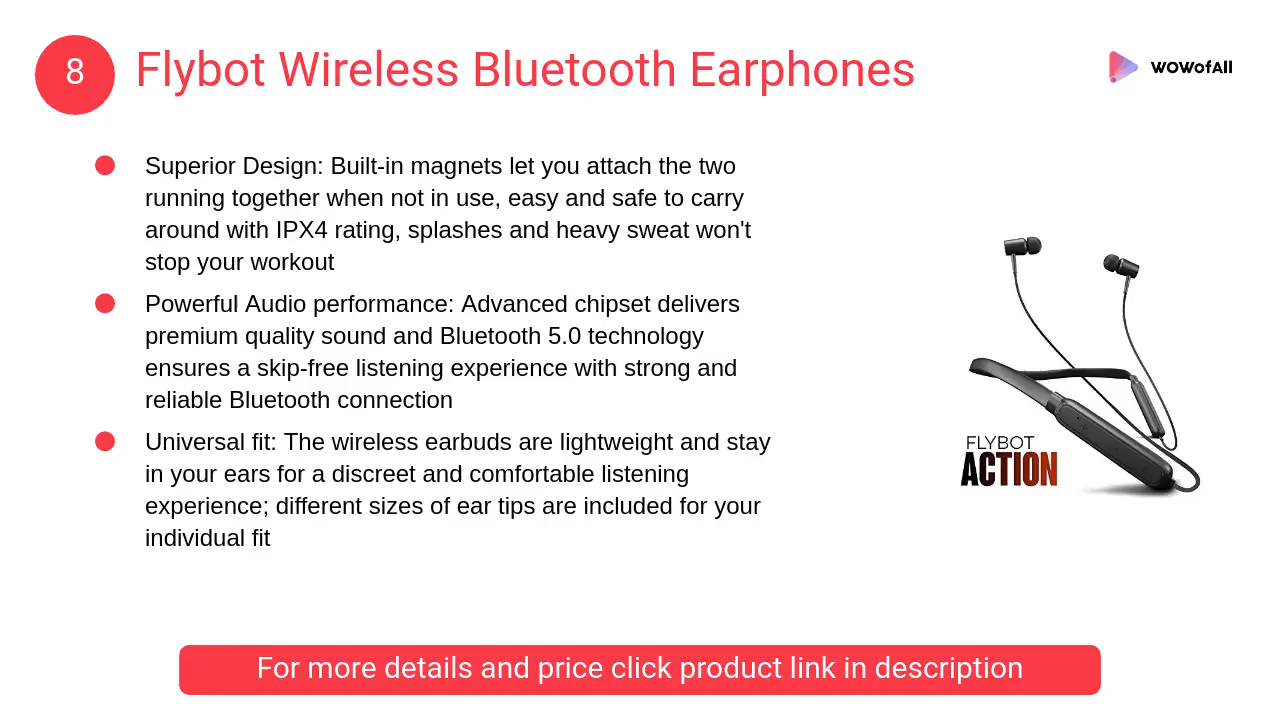 8
Flybot Wireless Bluetooth Earphones
WOWofAll
Superior Design: Built-in magnets let you attach the two
running together when not in use, easy and safe to carry
around with IPX4 rating, splashes and heavy sweat won't
stop your workout
Powerful Audio performance: Advanced chipset delivers
premium quality sound and Bluetooth 5.0 technology
ensures a skip-free listening experience with strong and
reliable Bluetooth connection
Universal fit: The wireless earbuds are lightweight and stay
in your ears for a discreet and comfortable listening
experience; different sizes of ear tips are included for your
individual fit
FLYBOT
ACTION
For more details and price click product link in description